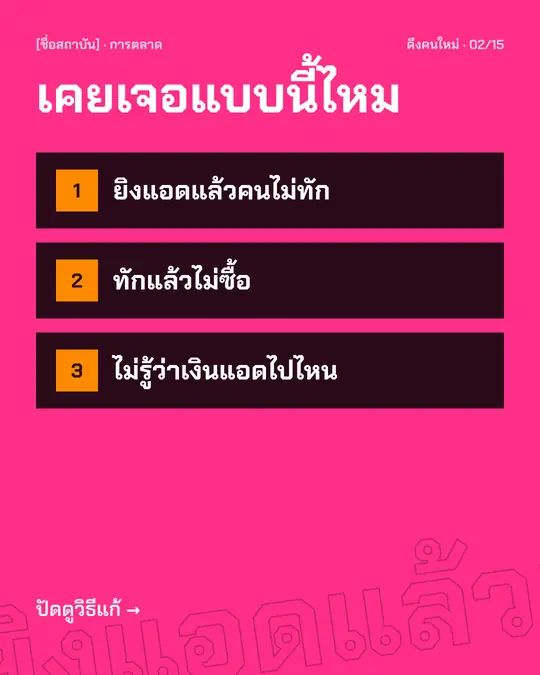 [ชื่อสถาบัน] · การตลาด
ดึงคนใหม่ · 02/15
เคยเจอแบบนี้ไหม
1 ยิงแอดแล้วคนไม่ทัก
2 ทักแล้วไม่ซื้อ
3 ไม่รู้ว่าเงินแอดไปไหน
ปัดดูวิธีแก้ →
ยิงแอดแล้ว